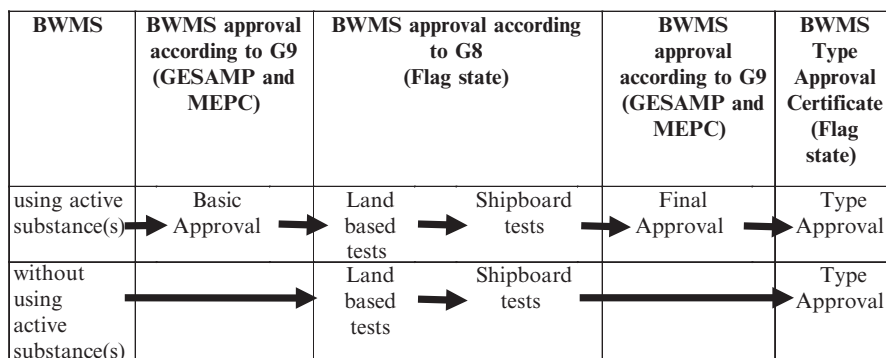 BWMS
BWMS approval
according to G9
(GESAMP and
MEPC)
BWMS approval according
to G8
(Flag state)
BWMS
approval
according to G9
(GESAMP and
MEPC)
BWMS
Type
Approval
Certificate
(Flag
state)
using active
substance(s)
Basic
Approval
Land
based
tests
Shipboard
tests
Final
Approval
Type
Approval
without
using
active
substance(s)
Land
based
tests
Shipboard
tests
Type
Approval